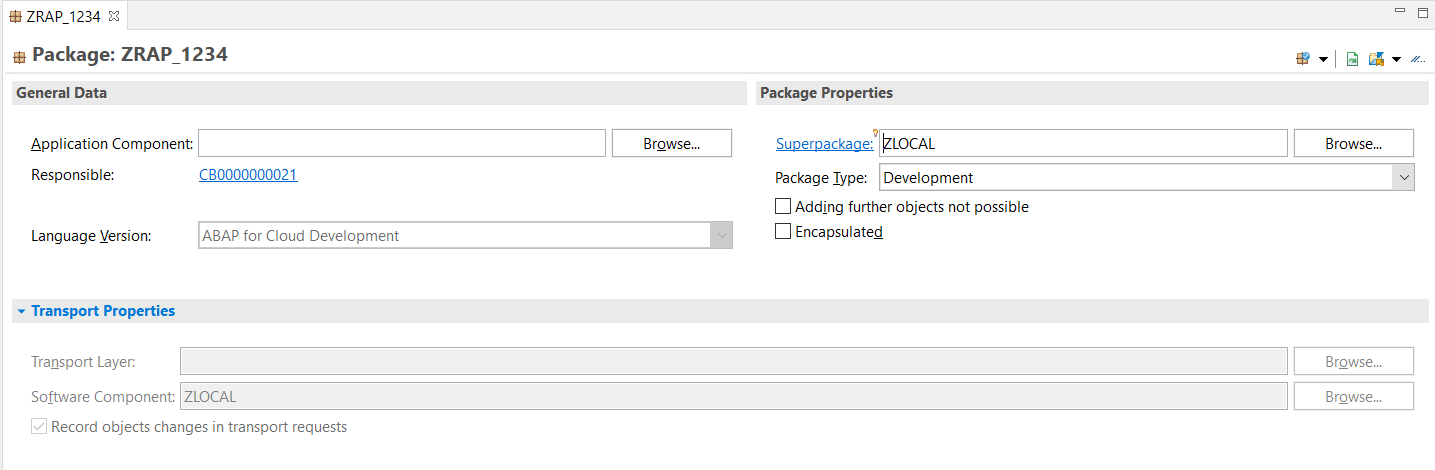 ZRAP_1234
Package: ZRAP_1234
General Data
Application Component: Browse...
Responsible: CB0000000021
Language Version: ABAP for Cloud Development
Package Properties
Superpackage: ZLOCAL Browse...
Package Type: Development
Adding further objects not possible
Encapsulated
Transport Properties
Transport Layer: Browse...
Software Component: ZLOCAL Browse...
Record objects changes in transport requests